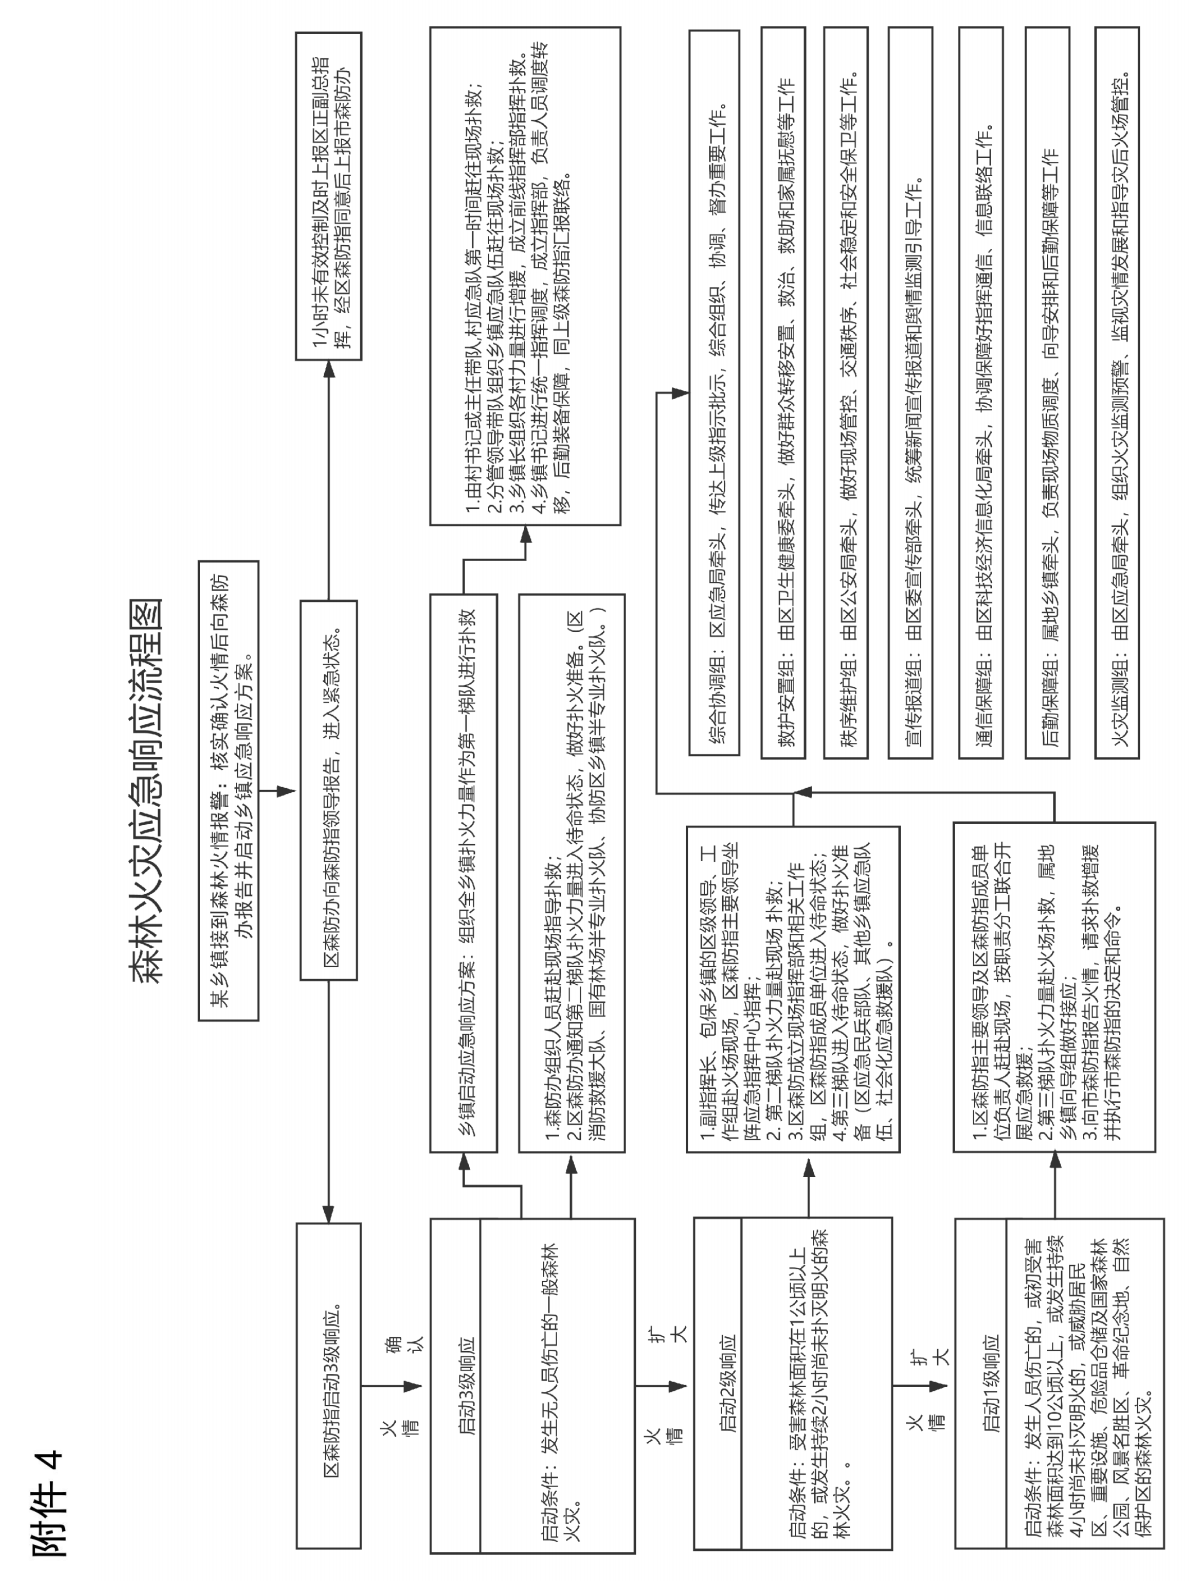 附件 4
森林火灾应急响应流程图
某乡镇接到森林火情报警：核实确认火情后向森防
办报告并启动乡镇应急响应方案。
区森防办向森防指领导报告，进入紧急状态。
1小时未有效控制及时上报区正副总指
挥，经区森防指同意后上报市森防办
区森防指启动3级响应。
火情
确认
启动3级响应
启动条件：发生无人员伤亡的一般森林
火灾。
乡镇启动应急响应方案：组织全乡镇扑火力量作为第一梯队进行扑救
1.由村书记或主任带队,村应急队第一时间赶往现场扑救；
2.分管领导带队组织乡镇应急队伍赶往现场扑救；
3.乡镇长组织各村力量进行增援，成立前线指挥部指挥扑救。
4.乡镇书记进行统一指挥调度，成立指挥部，负责人员调度转
移，后勤装备保障，同上级森防指汇报联络。
1.森防办组织人员赶赴现场指导扑救；
2.区森防办通知第二梯队扑火力量进入待命状态，做好扑火准备。（区
消防救援大队、国有林场半专业扑火队、协防区乡镇半专业扑火队。）
火情
扩大
启动2级响应
启动条件：受害森林面积在1公顷以上
的，或发生持续2小时尚未扑灭明火的森
林火灾。。
1.副指挥长、包保乡镇的区级领导、工
作组赴火场现场，区森防指主要领导坐
阵应急指挥中心指挥；
2. 第二梯队扑火力量赴现场 扑救；
3.区森防成立现场指挥部和相关工作
组，区森防指成员单位进入待命状态；
4.第三梯队进入待命状态，做好扑火准
备（区应急民兵部队、其他乡镇应急队
伍、社会化应急救援队）。
火情
扩大
启动1级响应
启动条件：发生人员伤亡的，或初受害
森林面积达到10公顷以上，或发生持续
4小时尚未扑灭明火的，或威胁居民
区、重要设施、危险品仓储及国家森林
公园、风景名胜区、革命纪念地、自然
保护区的森林火灾。
1.区森防指主要领导及区森防指成员单
位负责人赶赴现场，按职责分工联合开
展应急救援；
2.第三梯队扑火力量赴火场扑救，属地
乡镇向导组做好接应；
3.向市森防指报告火情，请求扑救增援
并执行市森防指的决定和命令。
综合协调组：区应急局牵头，传达上级指示批示，综合组织、协调、督办重要工作。
救护安置组：由区卫生健康委牵头，做好群众转移安置、救治、救助和家属抚慰等工作
秩序维护组：由区公安局牵头，做好现场管控、交通秩序、社会稳定和安全保卫等工作。
宣传报道组：由区委宣传部牵头，统筹新闻宣传报道和舆情监测引导工作。
通信保障组：由区科技经济信息化局牵头，协调保障好指挥通信、信息联络工作。
后勤保障组：属地乡镇牵头，负责现场物质调度、向导安排和后勤保障等工作
火灾监测组：由区应急局牵头，组织火灾监测预警、监视灾情发展和指导灾后火场管控。